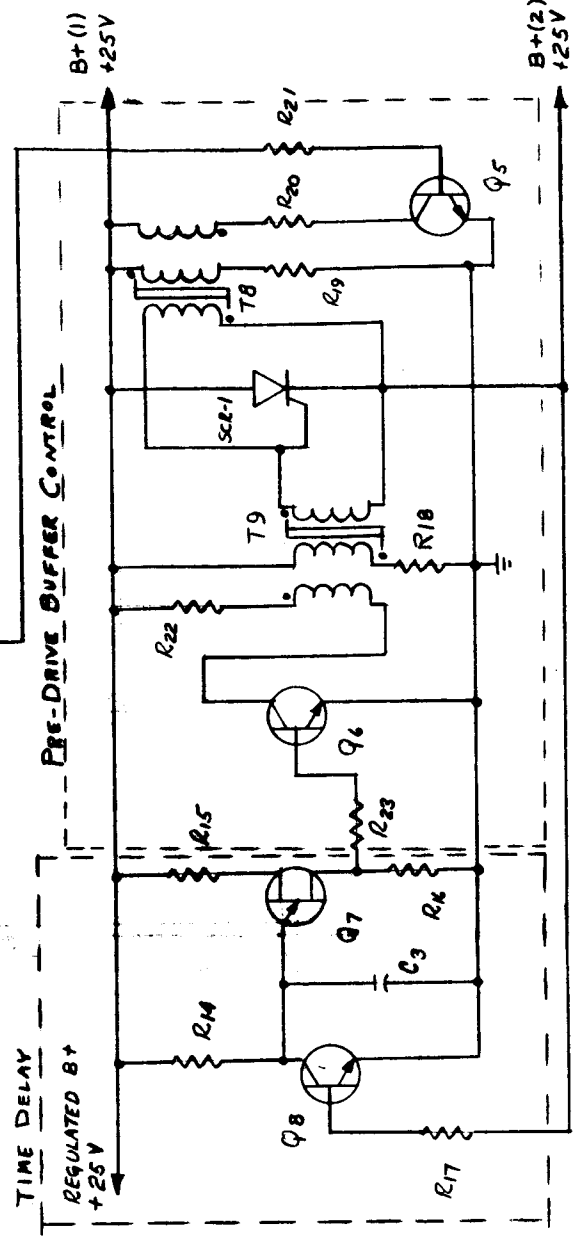 TIME DELAY
REGULATED B+
+25V
PRE-DRIVE BUFFER CONTROL
B+(1)
+25V
R14
R15
R22
T9
SCR-1
T8
R20
R21
R19
Q5
Q8
Q7
Q6
C3
R16
R23
R18
R17
B+(2)
+25V